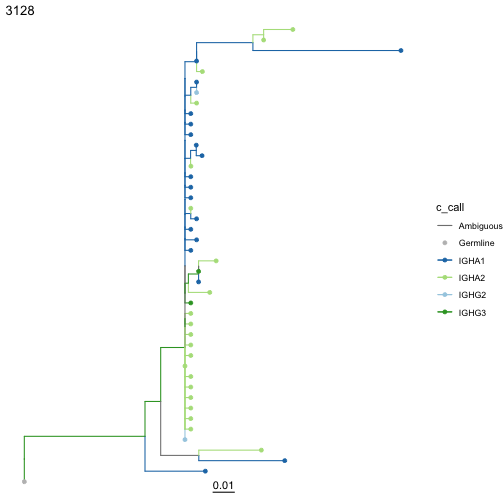 3128
c_call
Ambiguous
Germline
IGHA1
IGHA2
IGHG2
IGHG3
0.01